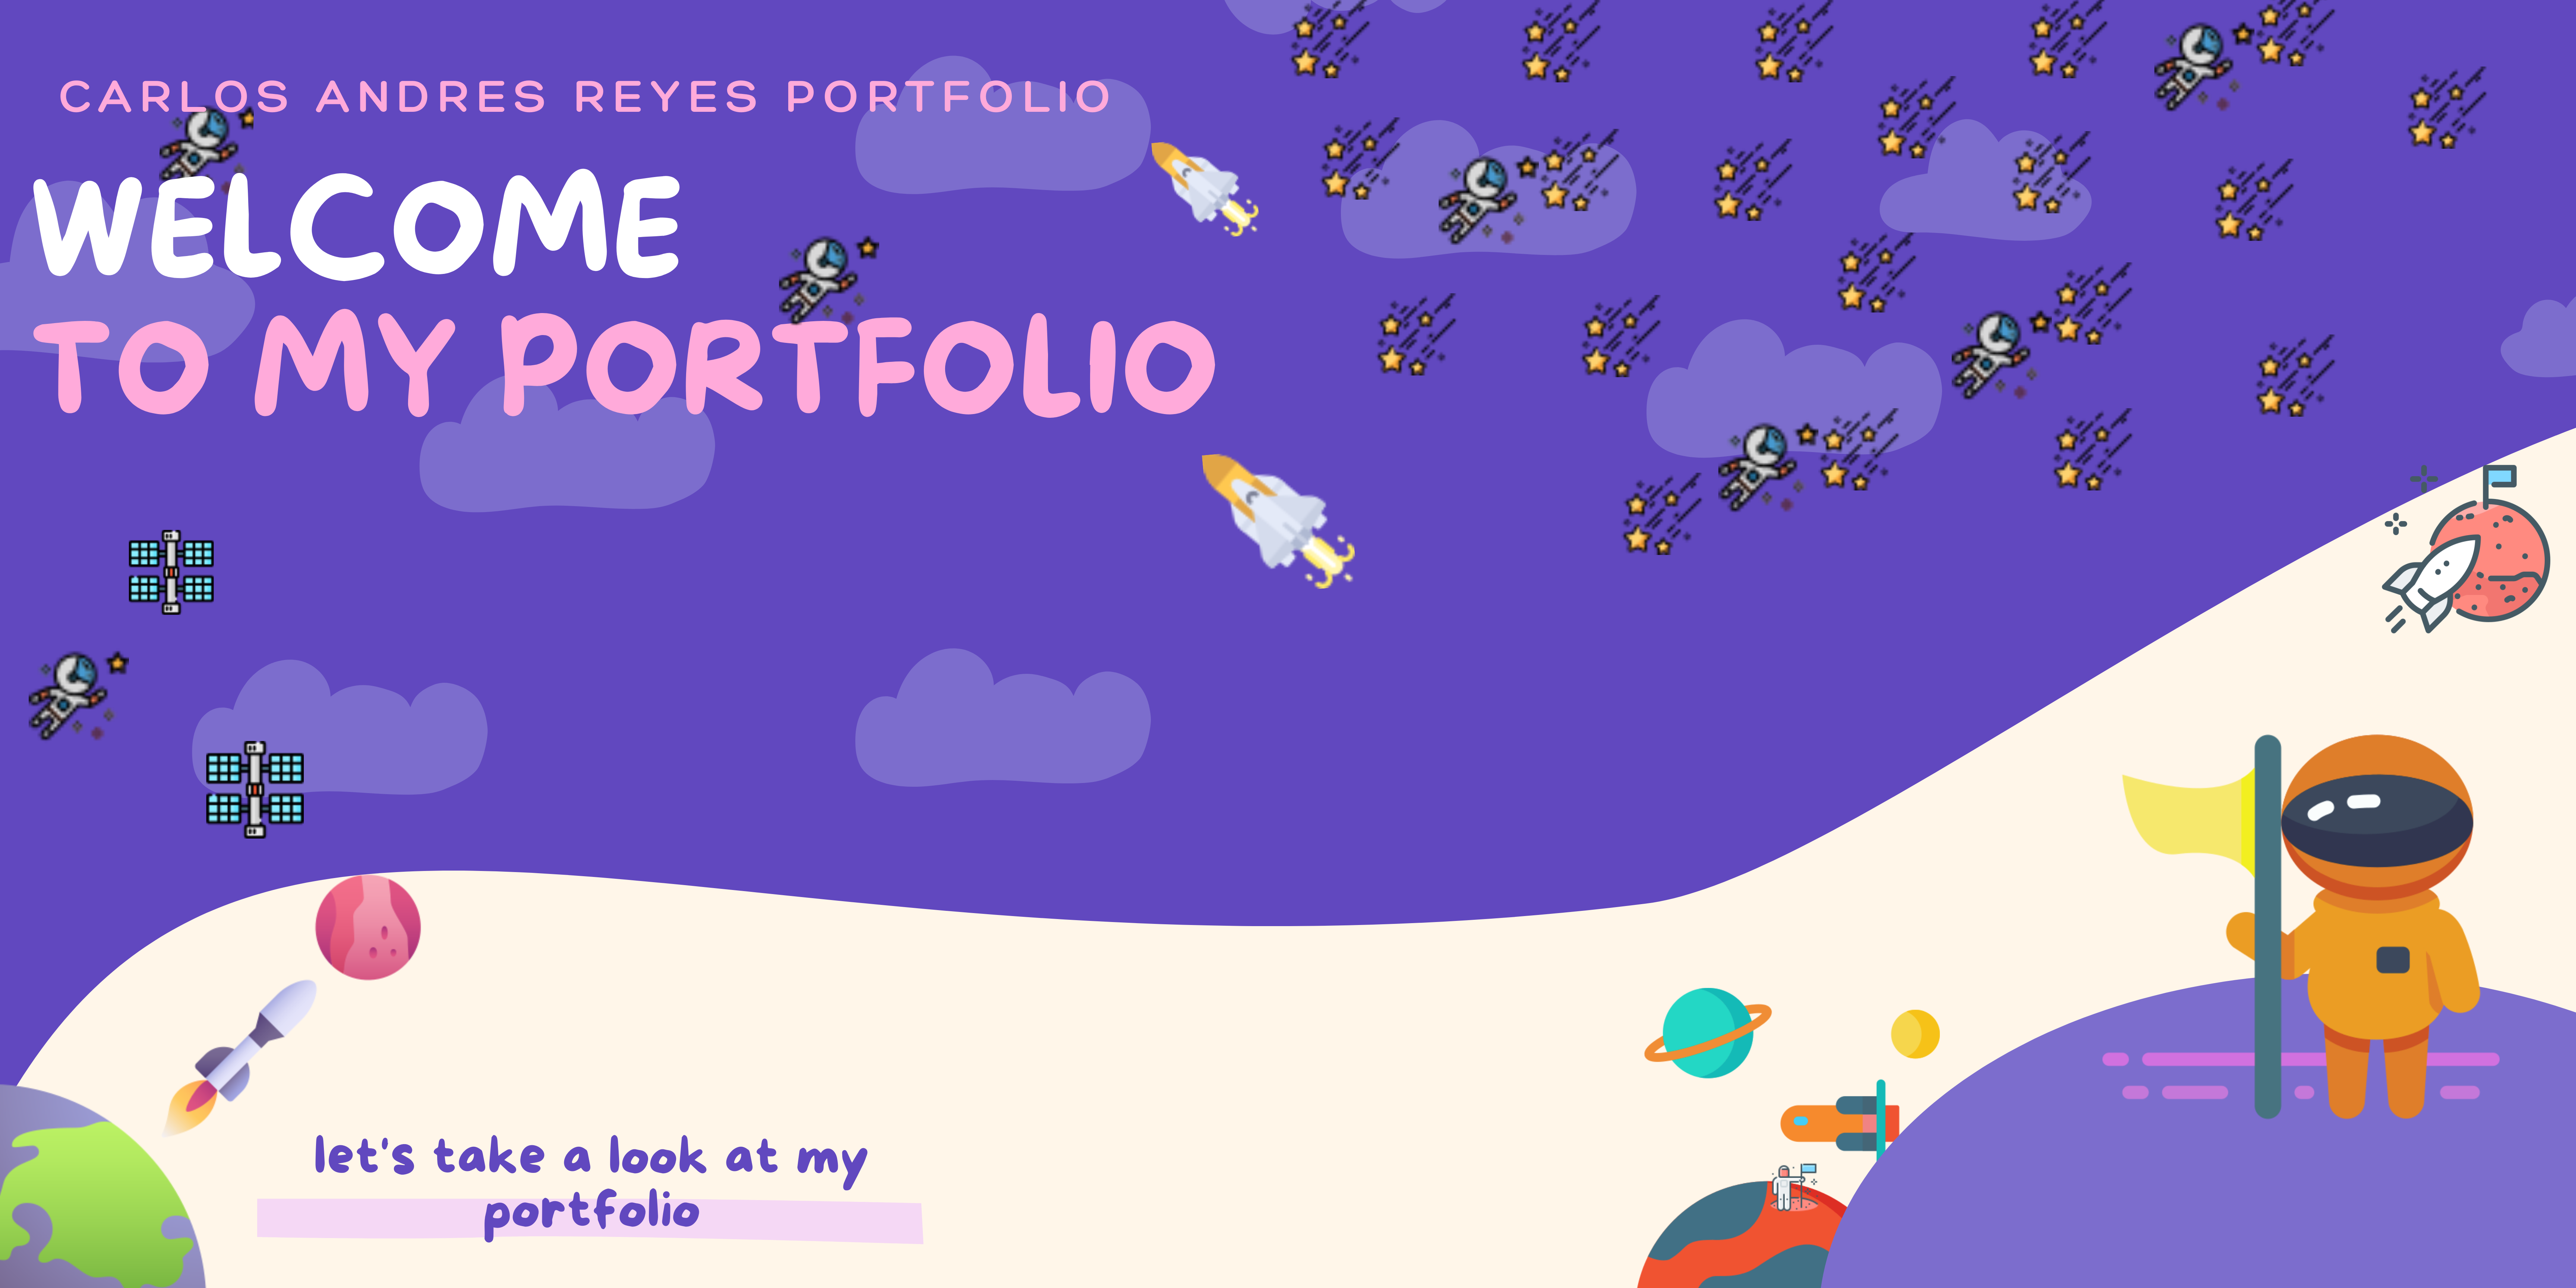 CARLOS ANDRES REYES PORTFOLIO
WELCOME
TO MY PORTFOLIO
let's take a look at my
portfolio